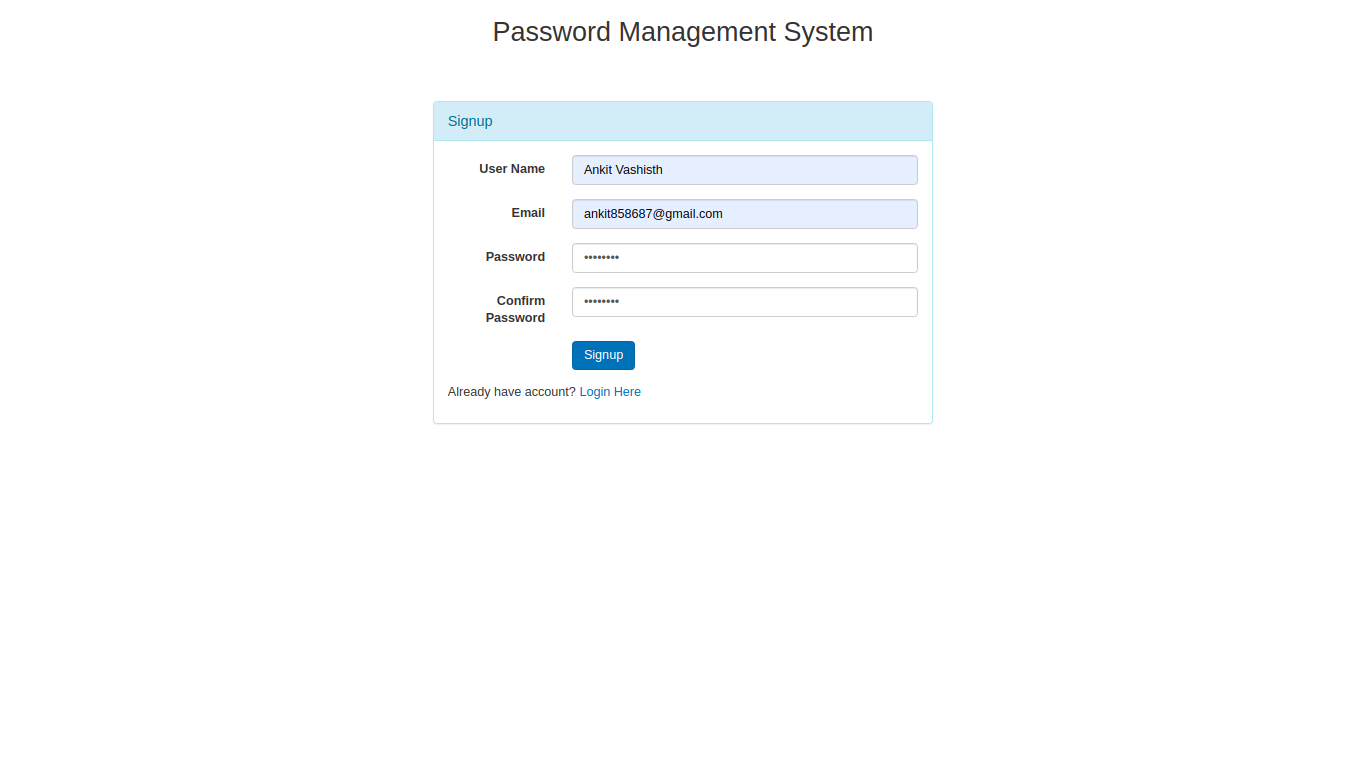 Password Management System
Signup
User Name
Ankit Vashisth
Email
ankit858687@gmail.com
Password
••••••••
Confirm
Password
••••••••
Signup
Already have account? Login Here